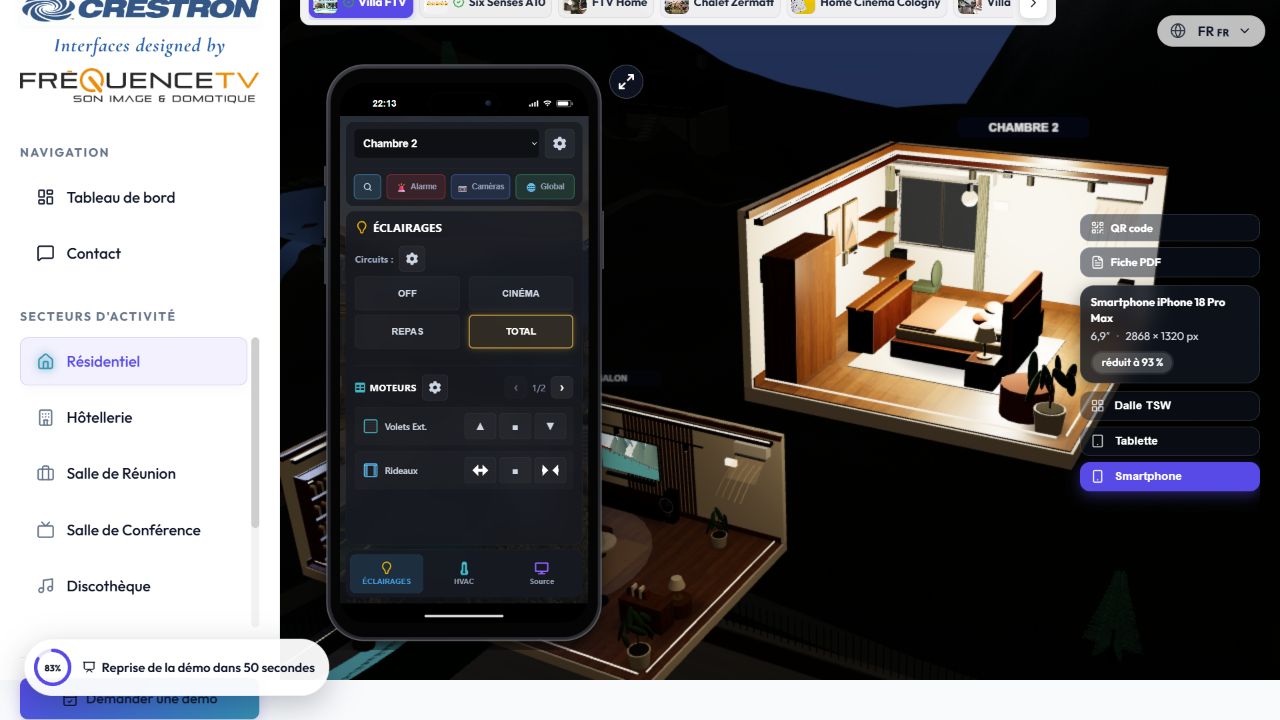 CRESTRON
Interfaces designed by
FRÉQUENCETV
SON IMAGE & DOMOTIQUE
NAVIGATION
Tableau de bord
Contact
SECTEURS D'ACTIVITÉ
Résidentiel
Hôtellerie
Salle de Réunion
Salle de Conférence
Discothèque
83%
Reprise de la démo dans 50 secondes
Demander une démo
Villa FTV
Six Senses A10
FTV Home
Chalet Zermatt
Home Cinéma Cologny
Villa
FR FR
22:13
Chambre 2
Alarme
Caméras
Global
ÉCLAIRAGES
Circuits :
OFF
CINÉMA
REPAS
TOTAL
MOTEURS
1/2
Volets Ext.
Rideaux
ÉCLAIRAGES
HVAC
Source
CHAMBRE 2
QR code
Fiche PDF
Smartphone iPhone 18 Pro
Max
6,9″ · 2868 × 1320 px
réduit à 93 %
Dalle TSW
Tablette
Smartphone